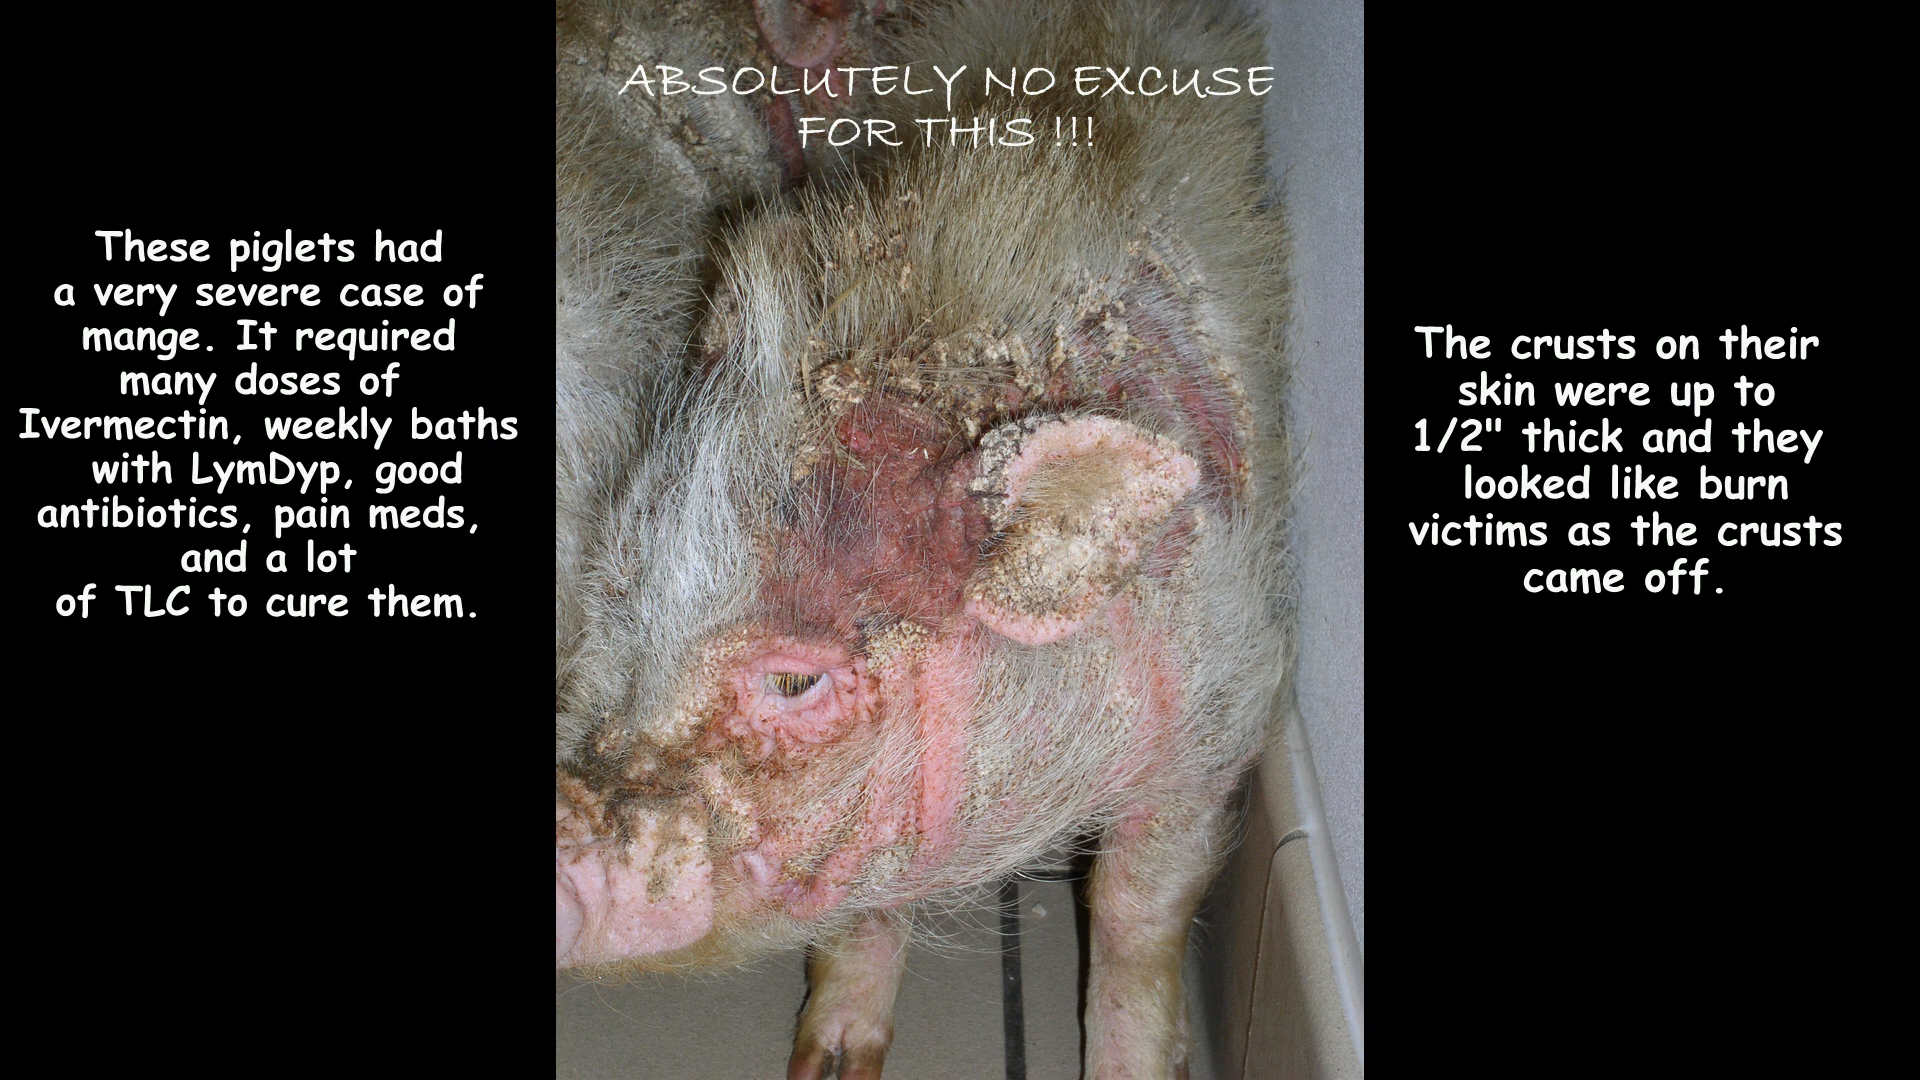 ABSOLUTELY NO EXCUSE
FOR THIS !!!
These piglets had
a very severe case of
mange. It required
many doses of
Ivermectin, weekly baths
with LymDyp, good
antibiotics, pain meds,
and a lot
of TLC to cure them.
The crusts on their
skin were up to
1/2" thick and they
looked like burn
victims as the crusts
came off.